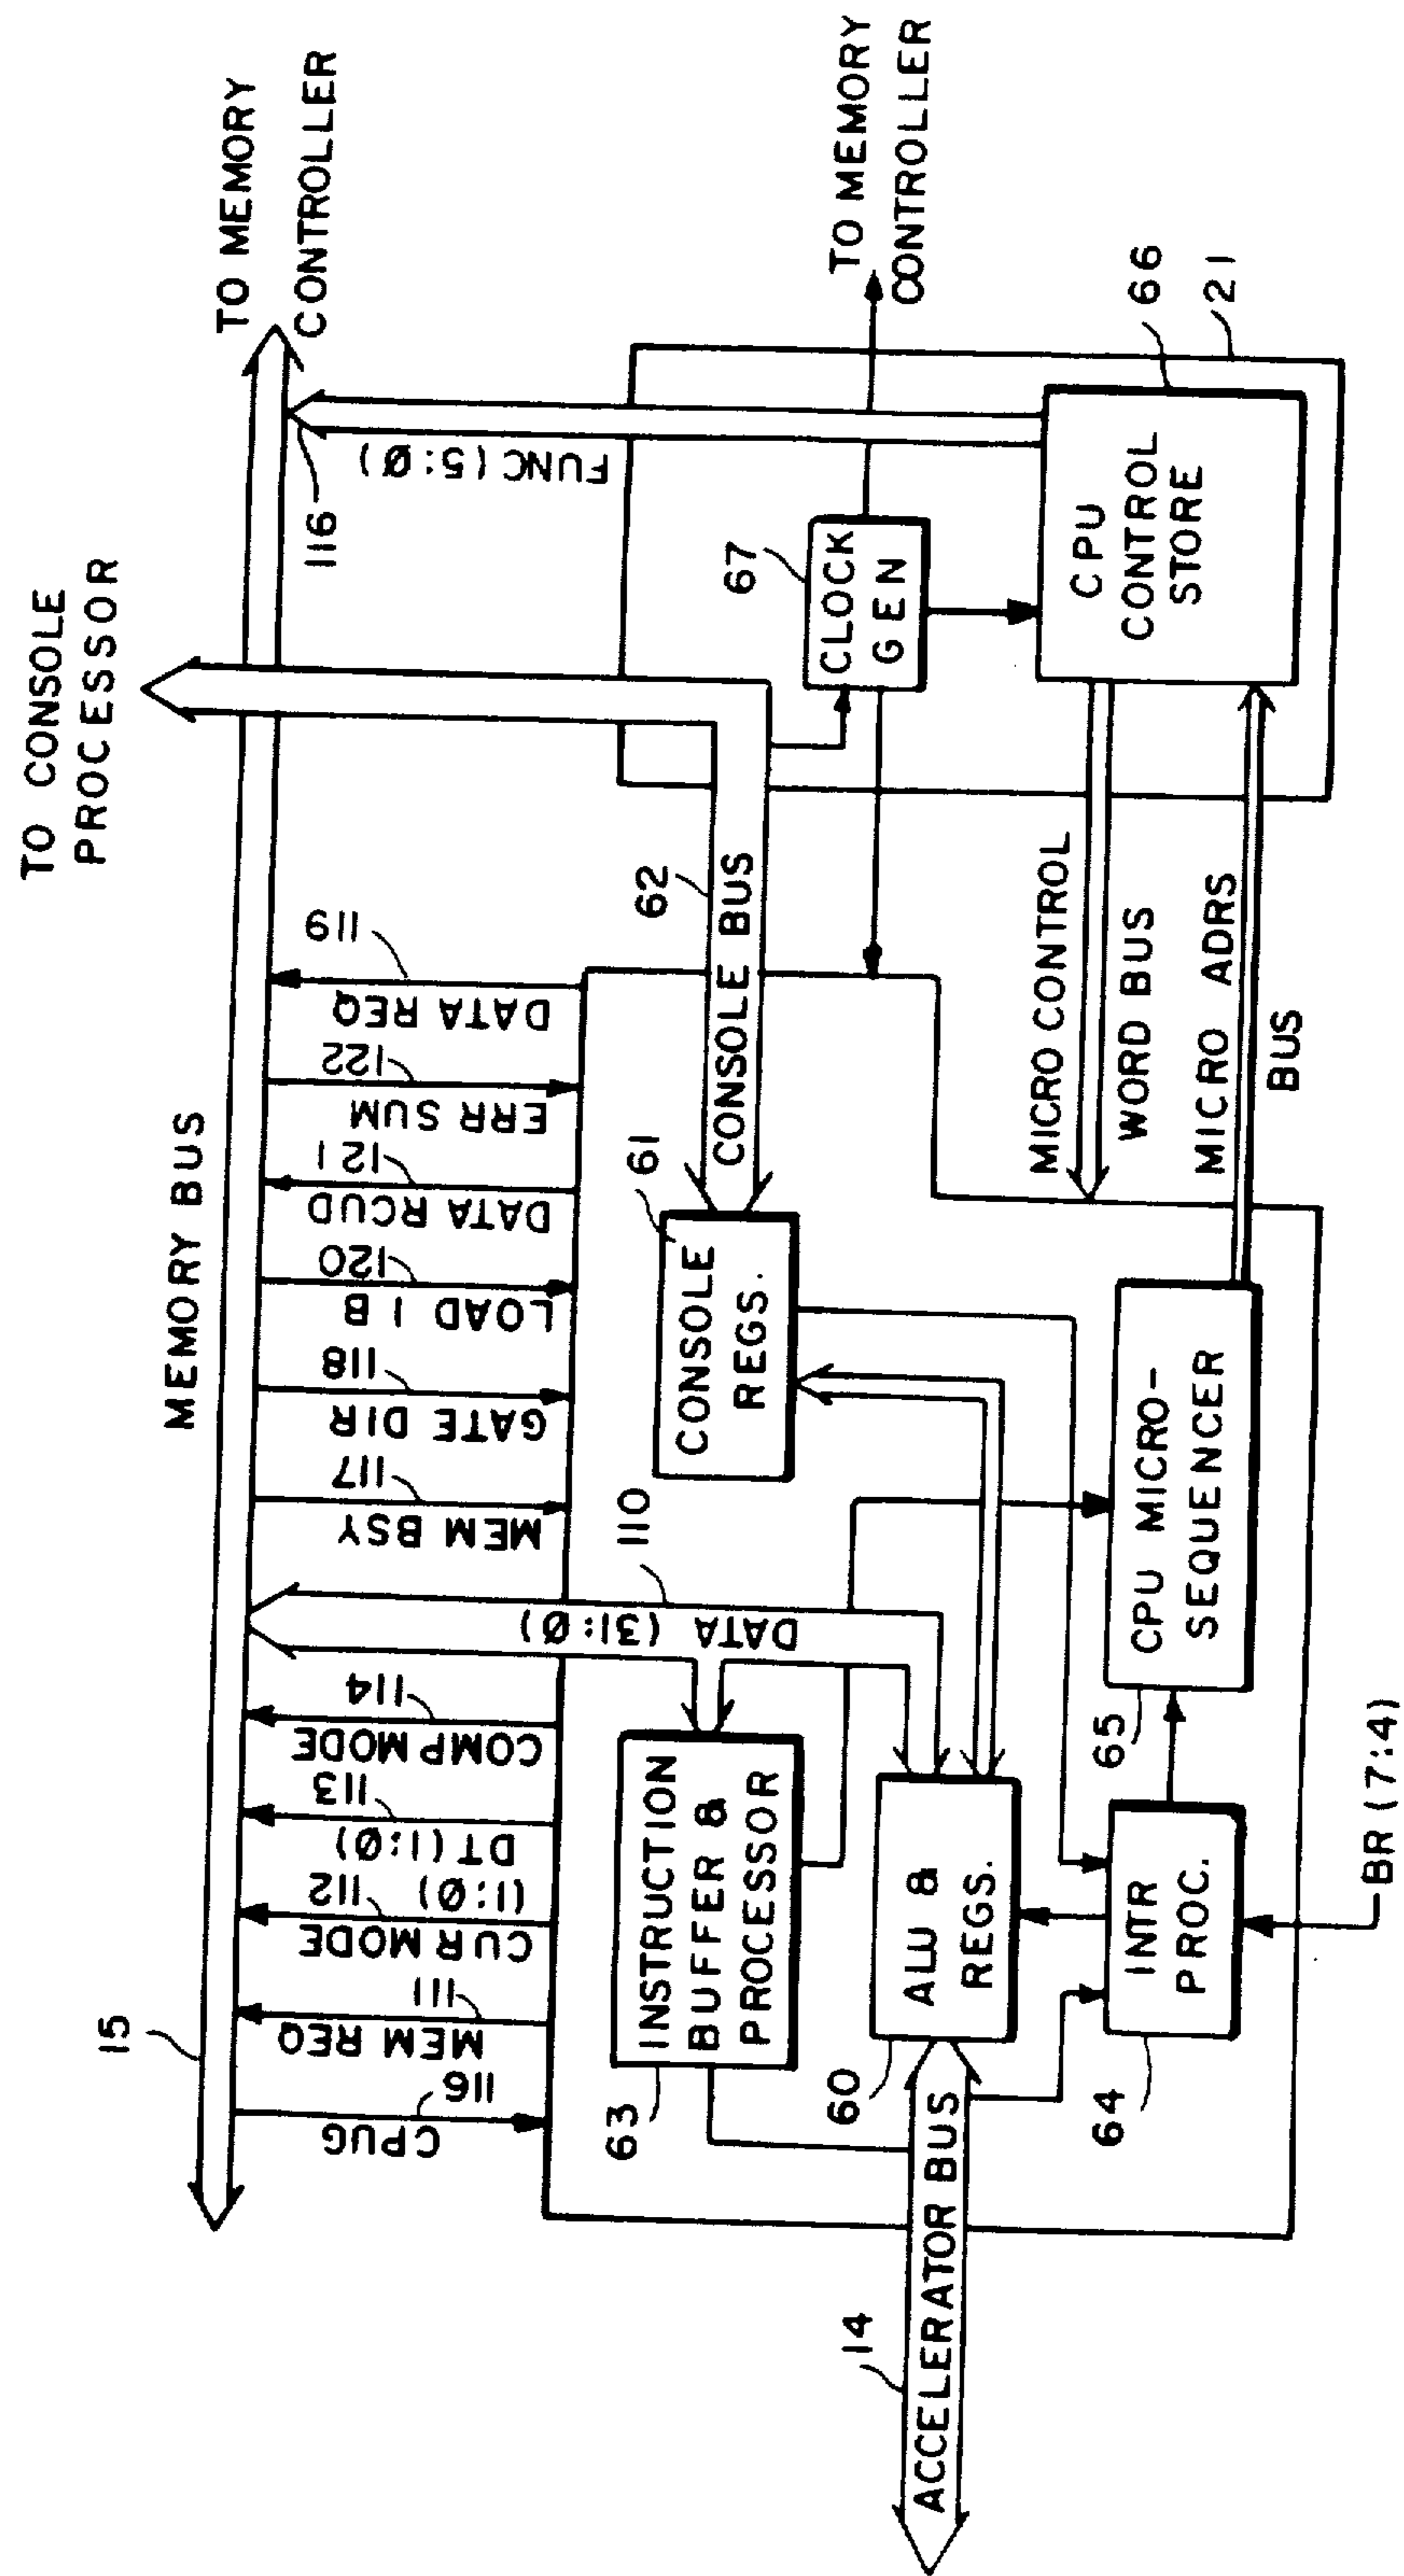 TO CONSOLE
PROCESSOR
TO MEMORY
CONTROLLER
MEMORY BUS
15
CPUG
116
MEM REQ
111
CUR MODE
(1:0) 112
DT (1:0)
113
COMP MODE
114
DATA (31:0)
110
MEM BSY
117
GATE DIR
118
LOAD I B
120
DATA RCUD
121
ERR SUM
122
DATA REQ
119
FUNC (5:0)
116
62
CONSOLE BUS
61
CONSOLE
REGS.
67
CLOCK
GEN
TO MEMORY
CONTROLLER
63
INSTRUCTION
BUFFER &
PROCESSOR
14
ACCELERATOR BUS
60
ALU &
REGS.
64
INTR
PROC.
65
CPU MICRO-
SEQUENCER
MICRO CONTROL
WORD BUS
MICRO ADRS
BUS
CPU
CONTROL
STORE
66
21
BR (7:4)